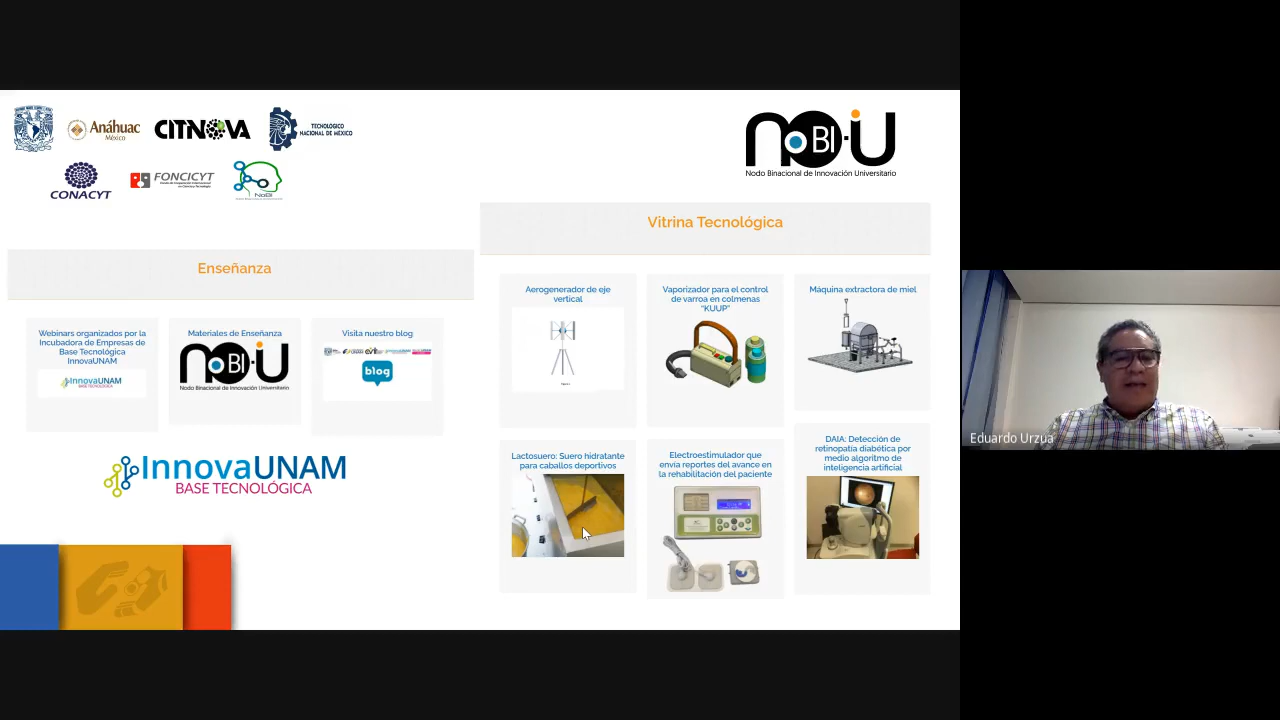 Anáhuac
México
CITNOVA
TECNOLÓGICO
NACIONAL DE MÉXICO
CONACYT
FONCICYT
NoBI
NoBI·U
Nodo Binacional de Innovación Universitario
Enseñanza
Webinars organizados por la
Incubadora de Empresas de
Base Tecnológica
InnovaUNAM
InnovaUNAM
Materiales de Enseñanza
NoBI·U
Nodo Binacional de Innovación Universitario
Visita nuestro blog
blog
InnovaUNAM
BASE TECNOLÓGICA
Vitrina Tecnológica
Aerogenerador de eje
vertical
Vaporizador para el control
de varroa en colmenas
"KUUP"
Máquina extractora de miel
Lactosuero: Suero hidratante
para caballos deportivos
Electroestimulador que
envía reportes del avance en
la rehabilitación del paciente
DAIA: Detección de
retinopatía diabética por
medio algoritmo de
inteligencia artificial
Eduardo Urzua